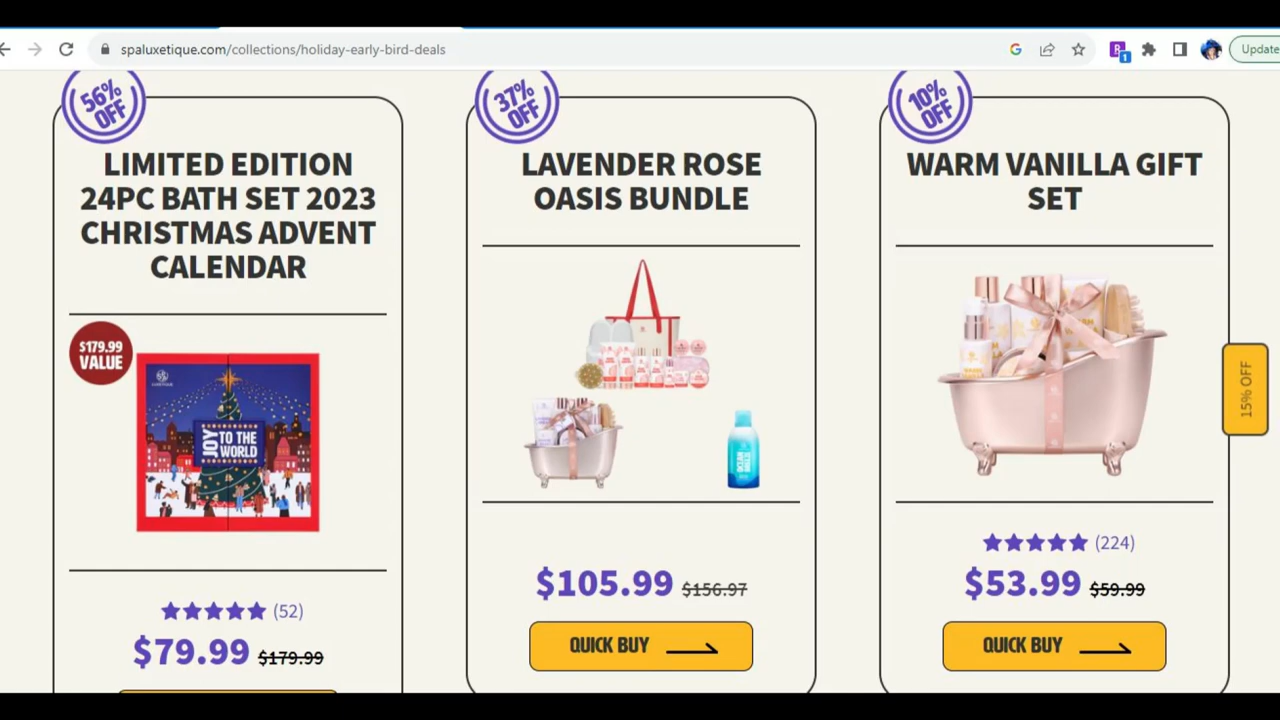 spaluxetique.com/collections/holiday-early-bird-deals
Update
1
56%
OFF
LIMITED EDITION
24PC BATH SET 2023
CHRISTMAS ADVENT
CALENDAR
$179.99
VALUE
JOY
TO THE
WORLD
(52)
$79.99 $179.99
37%
OFF
LAVENDER ROSE
OASIS BUNDLE
$105.99 $156.97
QUICK BUY
10%
OFF
WARM VANILLA GIFT
SET
(224)
$53.99 $59.99
QUICK BUY
15% OFF